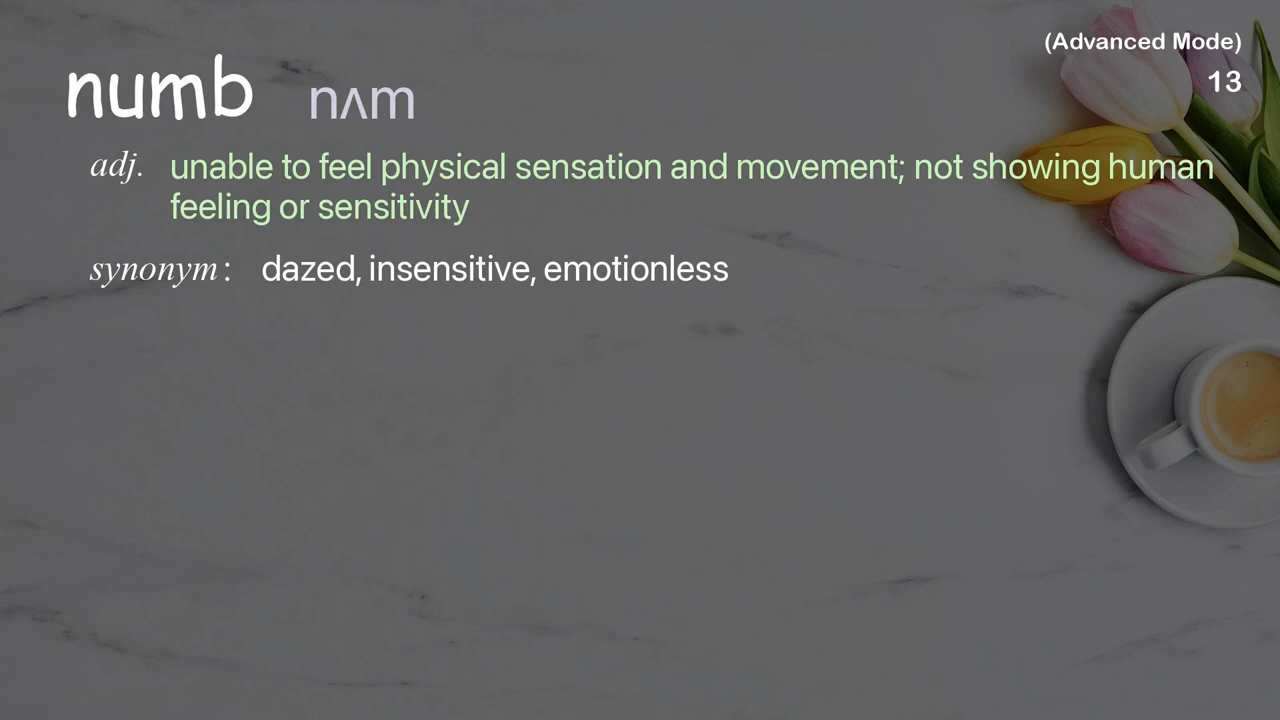 (Advanced Mode)
13
numb nʌm
adj. unable to feel physical sensation and movement; not showing human
feeling or sensitivity
synonym : dazed, insensitive, emotionless